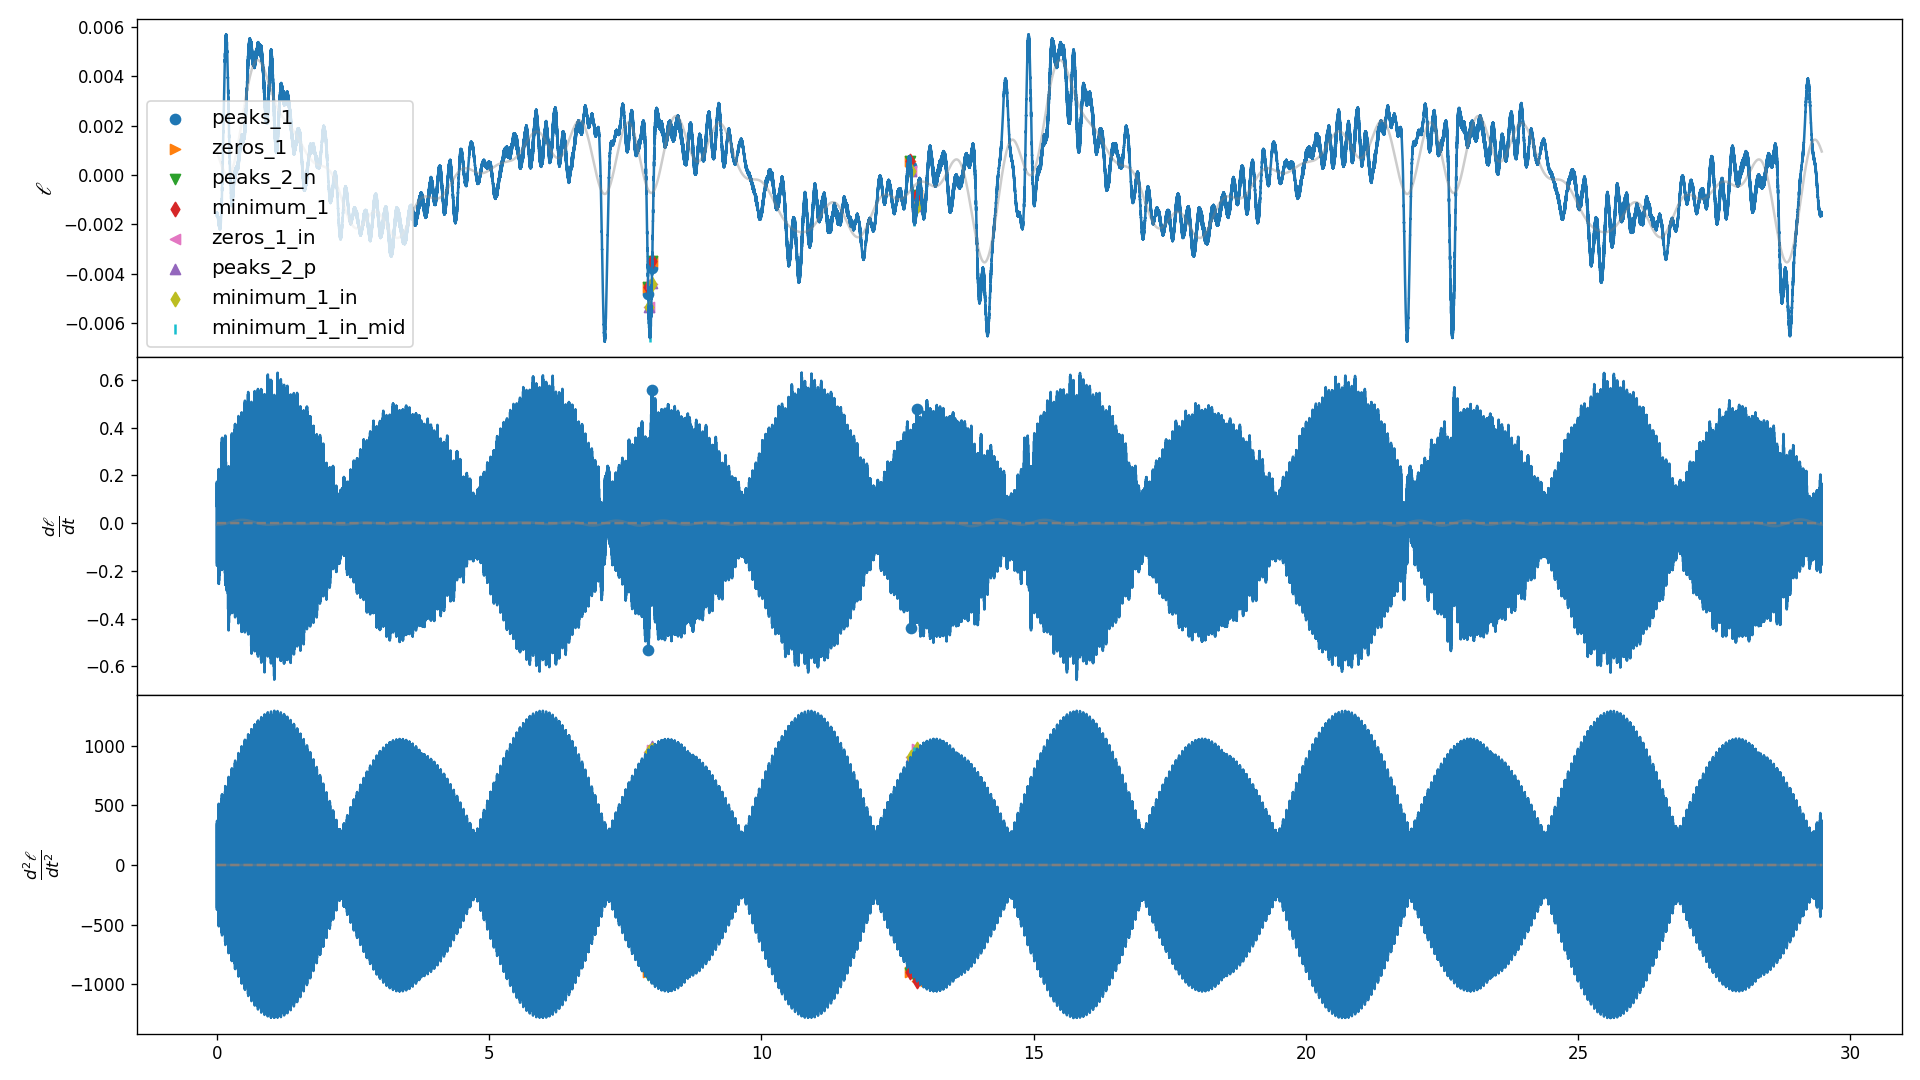 0.006
0.004
0.002
0.000
−0.002
−0.004
−0.006
ℓ
peaks_1
zeros_1
peaks_2_n
minimum_1
zeros_1_in
peaks_2_p
minimum_1_in
minimum_1_in_mid
0.6
0.4
0.2
0.0
−0.2
−0.4
−0.6
dℓ
dt
1000
500
0
−500
−1000
d²ℓ
dt²
0 5 10 15 20 25 30